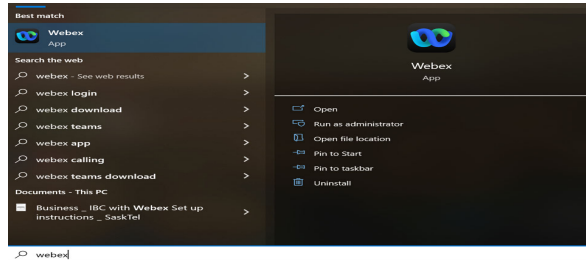 Best match
Webex
App
Search the web
webex - See web results
webex login
webex download
webex teams
webex app
webex calling
webex teams download
Documents - This PC
Business _ IBC with Webex Set up
instructions _ SaskTel
webex
Webex
App
Open
Run as administrator
Open file location
Pin to Start
Pin to taskbar
Uninstall